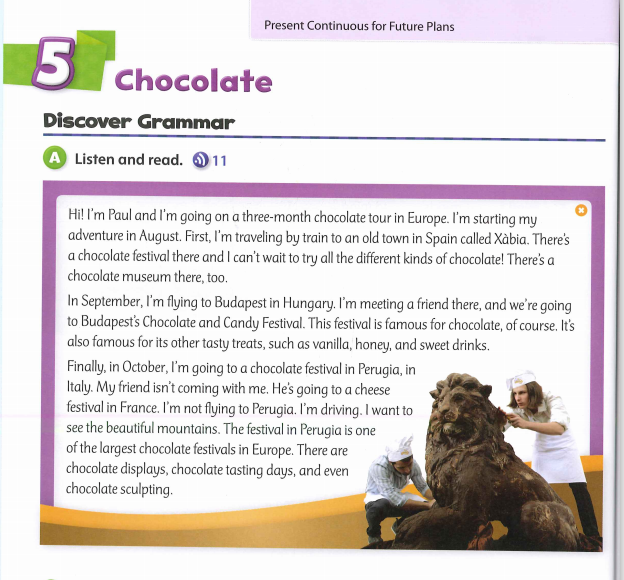 Present Continuous for Future Plans
5
Chocolate
Discover Grammar
A Listen and read. 11
Hi! I'm Paul and I'm going on a three-month chocolate tour in Europe. I'm starting my
adventure in August. First, I'm traveling by train to an old town in Spain called Xàbia. There's
a chocolate festival there and I can't wait to try all the different kinds of chocolate! There's a
chocolate museum there, too.
In September, I'm flying to Budapest in Hungary. I'm meeting a friend there, and we're going
to Budapest's Chocolate and Candy Festival. This festival is famous for chocolate, of course. It's
also famous for its other tasty treats, such as vanilla, honey, and sweet drinks.
Finally, in October, I'm going to a chocolate festival in Perugia, in
Italy. My friend isn't coming with me. He's going to a cheese
festival in France. I'm not flying to Perugia. I'm driving. I want to
see the beautiful mountains. The festival in Perugia is one
of the largest chocolate festivals in Europe. There are
chocolate displays, chocolate tasting days, and even
chocolate sculpting.